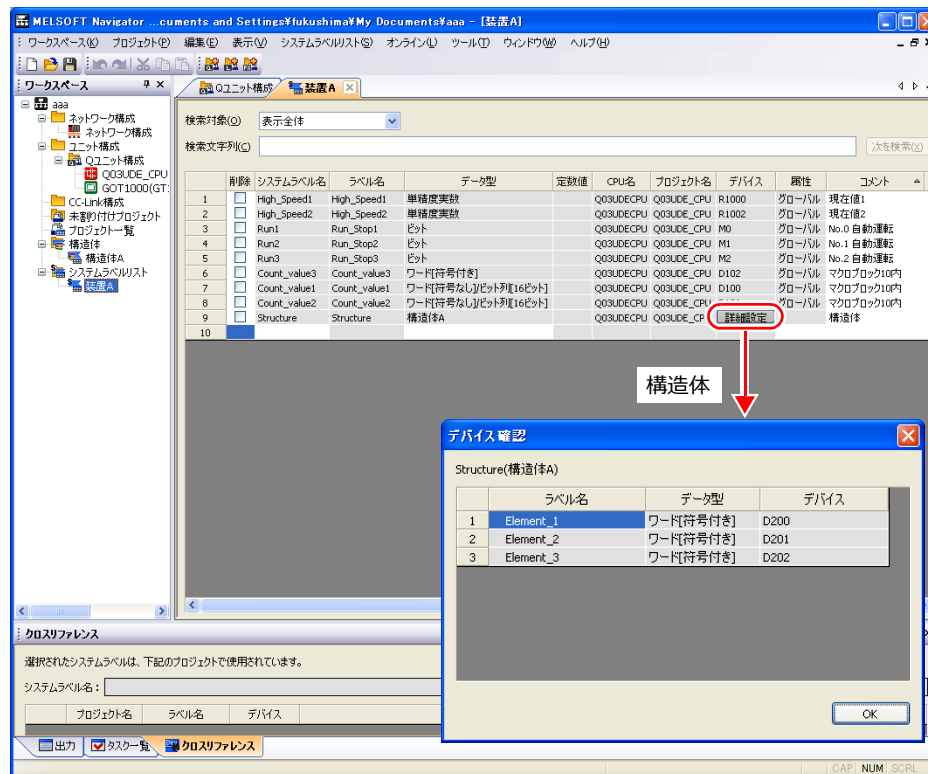 MELSOFT Navigator ...cuments and Settings¥fukushima¥My Documents¥aaa - [装置A]
ワークスペース(K) プロジェクト(P) 編集(E) 表示(V) システムラベルリスト(S) オンライン(L) ツール(T) ウィンドウ(W) ヘルプ(H)
ワークスペース
aaa
ネットワーク構成
ネットワーク構成
ユニット構成
Qユニット構成
Q03UDE_CPU
GOT1000(GT:
CC-Link構成
未割り付けプロジェクト
プロジェクト一覧
構造体
構造体A
システムラベルリスト
装置A
Qユニット構成 装置A
検索対象(O) 表示全体
検索文字列(C) 次を検索(X)
削除 システムラベル名 ラベル名 データ型 定数値 CPU名 プロジェクト名 デバイス 属性 コメント
1 High_Speed1 High_Speed1 単精度実数 Q03UDECPU Q03UDE_CPU R1000 グローバル 現在値1
2 High_Speed2 High_Speed2 単精度実数 Q03UDECPU Q03UDE_CPU R1002 グローバル 現在値2
3 Run1 Run_Stop1 ビット Q03UDECPU Q03UDE_CPU M0 グローバル No.0 自動運転
4 Run2 Run_Stop2 ビット Q03UDECPU Q03UDE_CPU M1 グローバル No.1 自動運転
5 Run3 Run_Stop3 ビット Q03UDECPU Q03UDE_CPU M2 グローバル No.2 自動運転
6 Count_value3 Count_value3 ワード[符号付き] Q03UDECPU Q03UDE_CPU D102 グローバル マクロブロック10内
7 Count_value1 Count_value1 ワード[符号なし]/ビット列[16ビット] Q03UDECPU Q03UDE_CPU D100 グローバル マクロブロック10内
8 Count_value2 Count_value2 ワード[符号なし]/ビット列[16ビット] Q03UDECPU Q03UDE_CPU グローバル マクロブロック10内
9 Structure Structure 構造体A Q03UDECPU Q03UDE_CP 詳細設定 構造体
10
構造体
デバイス確認
Structure(構造体A)
ラベル名 データ型 デバイス
1 Element_1 ワード[符号付き] D200
2 Element_2 ワード[符号付き] D201
3 Element_3 ワード[符号付き] D202
OK
クロスリファレンス
選択されたシステムラベルは、下記のプロジェクトで使用されています。
システムラベル名：
プロジェクト名 ラベル名 デバイス
出力 タスク一覧 クロスリファレンス
CAP NUM SCRL